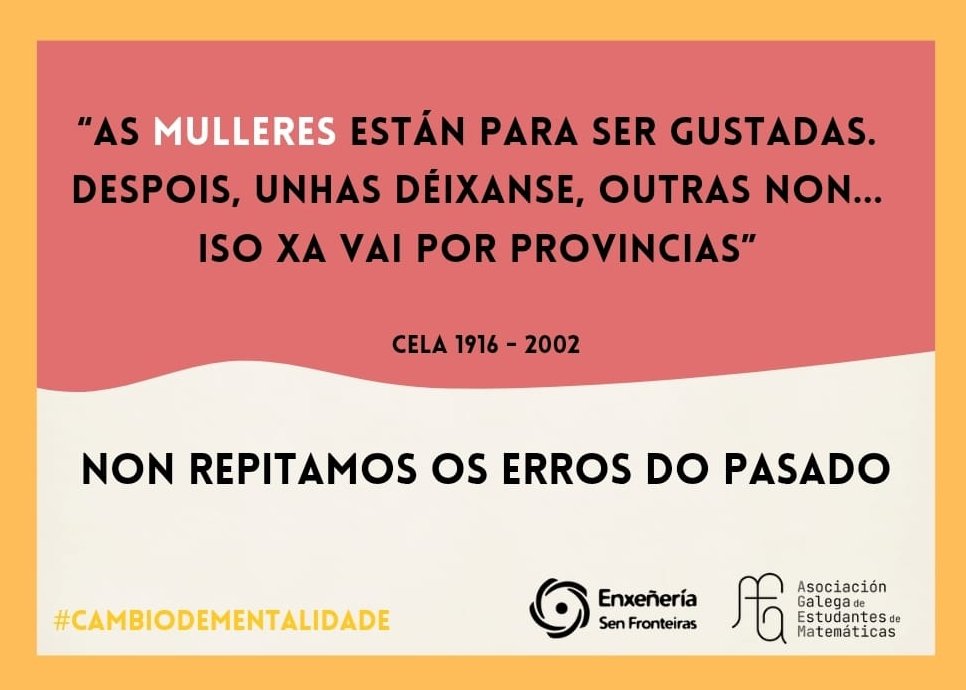 “AS MULLERES ESTÁN PARA SER GUSTADAS.
DESPOIS, UNHAS DÉIXANSE, OUTRAS NON...
ISO XA VAI POR PROVINCIAS”
CELA 1916 - 2002
NON REPITAMOS OS ERROS DO PASADO
#CAMBIODEMENTALIDADE
Enxeñería
Sen Fronteiras
Asociación
Galega de
Estudantes de
Matemáticas